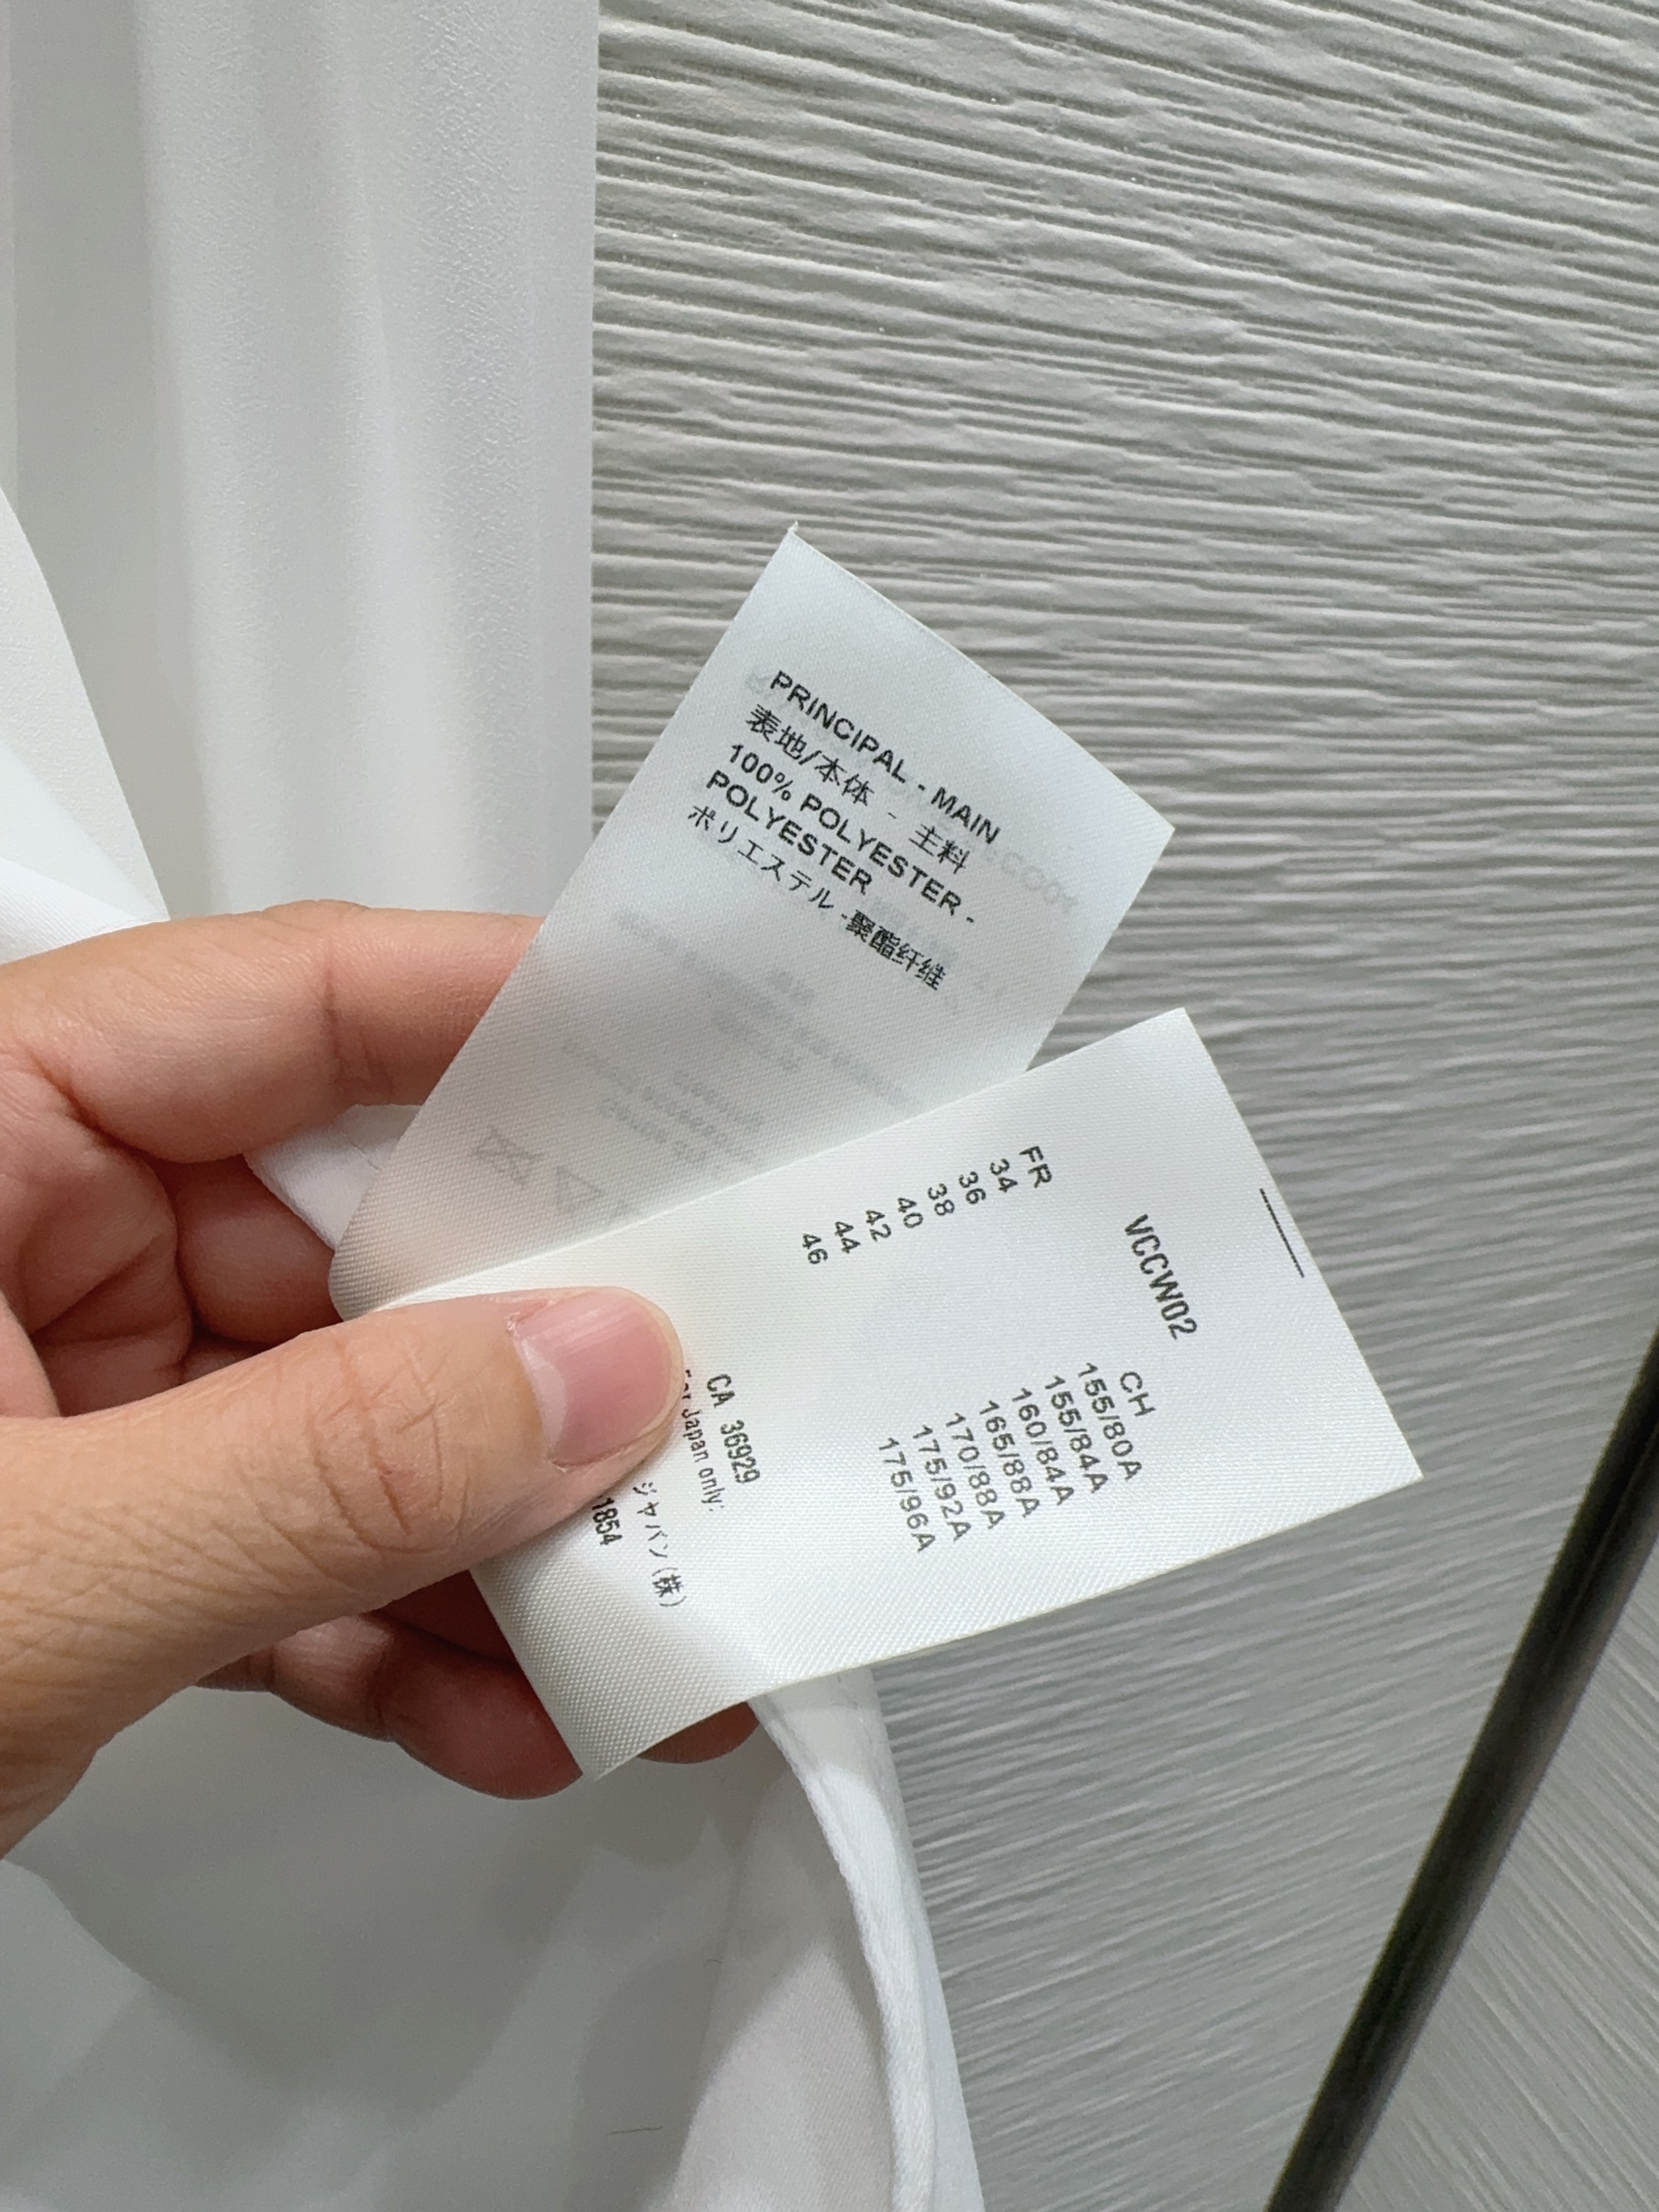 PRINCIPAL - MAIN
表地/本体 - 主料
100% POLYESTER -
POLYESTER
ポリエステル -聚酯纤维
VCCW02
FR CH
34 155/80A
36 155/84A
38 160/84A
40 165/88A
42 170/88A
44 175/92A
46 175/96A
CA 36929
Japan only:
ジャパン(株)
1854